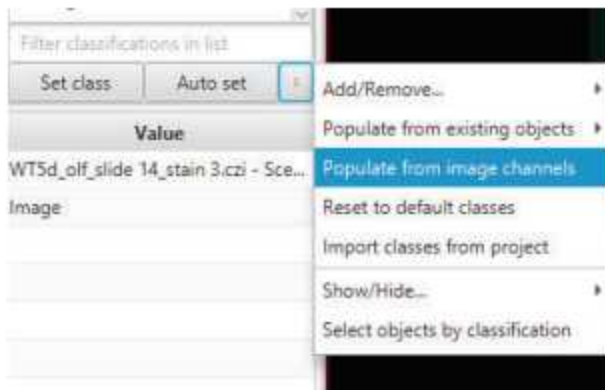 Filter classifications in list
Set class
Auto set
Value
WT5d_olf_slide 14_stain 3.czi - Sce...
Image
Add/Remove...
Populate from existing objects
Populate from image channels
Reset to default classes
Import classes from project
Show/Hide...
Select objects by classification